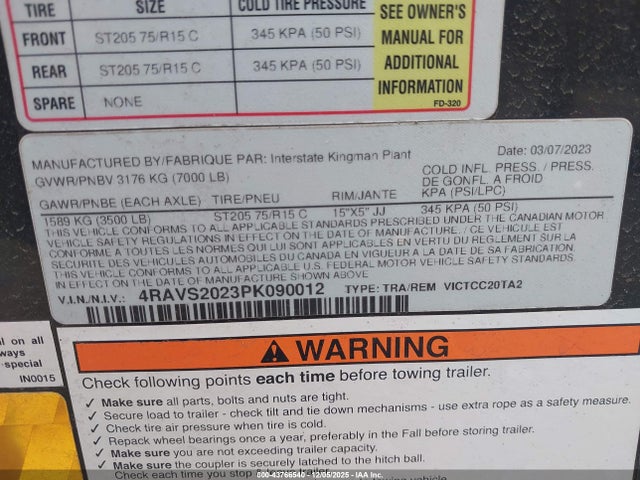 TIRE SIZE COLD TIRE PRESSURE
FRONT ST205 75/R15 C 345 KPA (50 PSI)
REAR ST205 75/R15 C 345 KPA (50 PSI)
SPARE NONE
SEE OWNER'S
MANUAL FOR
ADDITIONAL
INFORMATION
FD-320
MANUFACTURED BY/FABRIQUE PAR: Interstate Kingman Plant Date: 03/07/2023
GVWR/PNBV 3176 KG (7000 LB)
COLD INFL. PRESS. / PRESS
DE GONFL. A FROID
GAWR/PNBE (EACH AXLE) TIRE/PNEU RIM/JANTE KPA (PSI/LPC)
1589 KG (3500 LB) ST205 75/R15 C 15"X5" JJ 345 KPA (50 PSI)
THIS VEHICLE CONFORMS TO ALL APPLICABLE STANDARDS PRESCRIBED UNDER THE CANADIAN MOTOR
VEHICLE SAFETY REGULATIONS IN EFFECT ON THE DATE OF MANUFACTURE. / CE VEHICULE EST
CONFORME A TOUTES LES NORMES QUI LUI SONT APPLICABLES EN VERTU DU REGLEMENT SUR LA
SECURITE DES VEHICULES AUTOMOBILES DU CANADA EN VIGUEUR A LA DATE DE SA FABRICATION.
THIS VEHICLE CONFORMS TO ALL APPLICABLE U.S. FEDERAL MOTOR VEHICLE SAFETY STANDARDS
IN EFFECT ON THE DATE OF MANUFACTURE SHOWN ABOVE.
V.I.N./N.I.V.: 4RAVS2023PK090012 TYPE: TRA/REM VICTCC20TA2
all
ways
special
IN0015
WARNING
Check following points each time before towing trailer.
✓ Make sure all parts, bolts and nuts are tight.
✓ Secure load to trailer - check tilt and tie down mechanisms - use extra rope as a safety measure.
✓ Check tire air pressure when tire is cold.
✓ Repack wheel bearings once a year, preferably in the Fall before storing trailer.
✓ Make sure you are not exceeding trailer capacity.
✓ Make sure the coupler is securely latched to the hitch ball.
✓ Check each time you stop
000-43766540 - 12/05/2025 - IAA Inc.